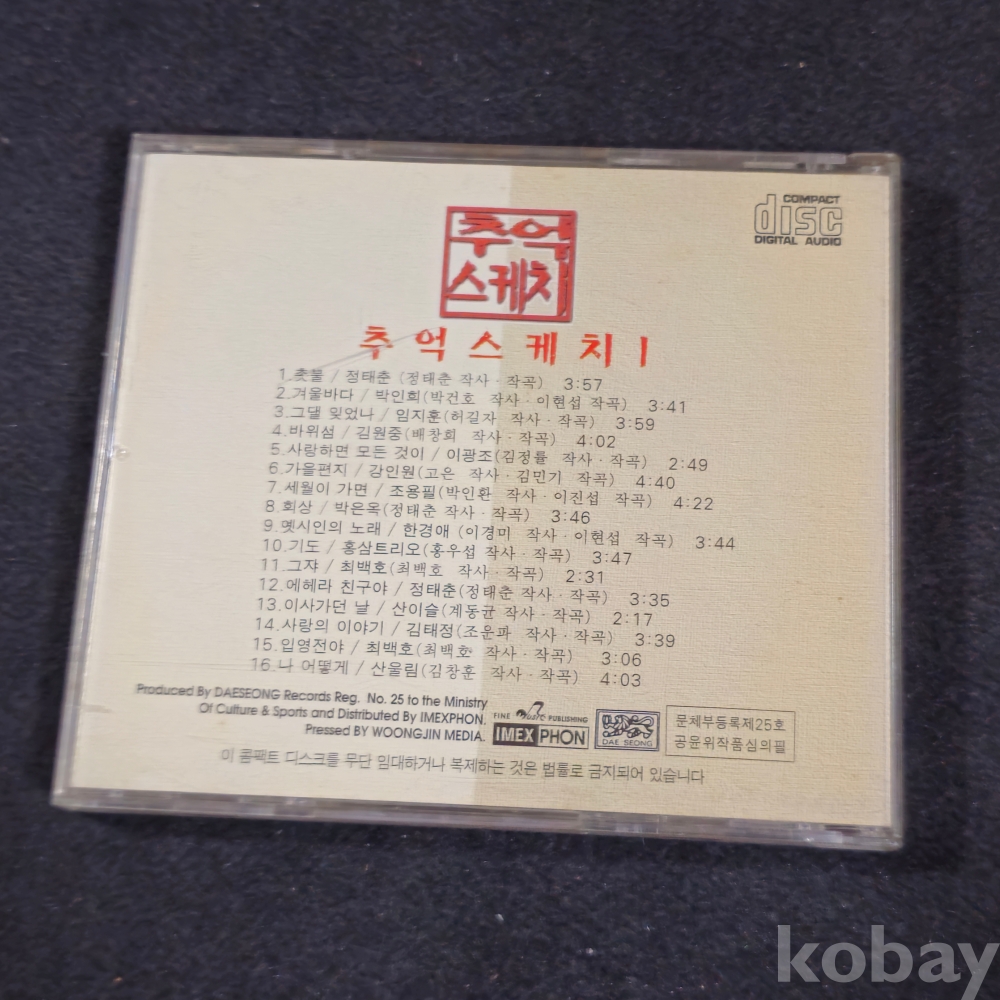 COMPACT
disc
DIGITAL AUDIO
추억
스케치
추억스케치 I
1.촛불 / 정태춘 (정태춘 작사·작곡) 3:57
2.겨울바다 / 박인희(박건호 작사·이현섭 작곡) 3:41
3.그댈 잊었나 / 임지훈(허길자 작사·작곡) 3:59
4.바위섬 / 김원중(배창희 작사·작곡) 4:02
5.사랑하면 모든 것이 / 이광조(김정률 작사·작곡) 2:49
6.가을편지 / 강인원(고은 작사·김민기 작곡) 4:40
7.세월이 가면 / 조용필(박인환 작사·이진섭 작곡) 4:22
8.회상 / 박은옥(정태춘 작사·작곡) 3:46
9.옛시인의 노래 / 한경애 (이경미 작사·이현섭 작곡) 3:44
10.기도 / 홍삼트리오(홍우섭 작사·작곡) 3:47
11.그쟈 / 최백호(최백호 작사·작곡) 2:31
12.에헤라 친구야 / 정태춘(정태춘 작사·작곡) 3:35
13.이사가던 날 / 산이슬(계동균 작사·작곡) 2:17
14.사랑의 이야기 / 김태정(조운파 작사·작곡) 3:39
15.입영전야 / 최백호(최백호 작사·작곡) 3:06
16.나 어떻게 / 산울림(김창훈 작사·작곡) 4:03
Produced By DAESEONG Records Reg. No. 25 to the Ministry
Of Culture & Sports and Distributed By IMEXPHON.
Pressed BY WOONGJIN MEDIA.
FINE MUSIC PUBLISHING
IMEX PHON
DAE SEONG
문체부등록제25호
공윤위작품심의필
이 콤팩트 디스크를 무단 임대하거나 복제하는 것은 법률로 금지되어 있습니다
kobay